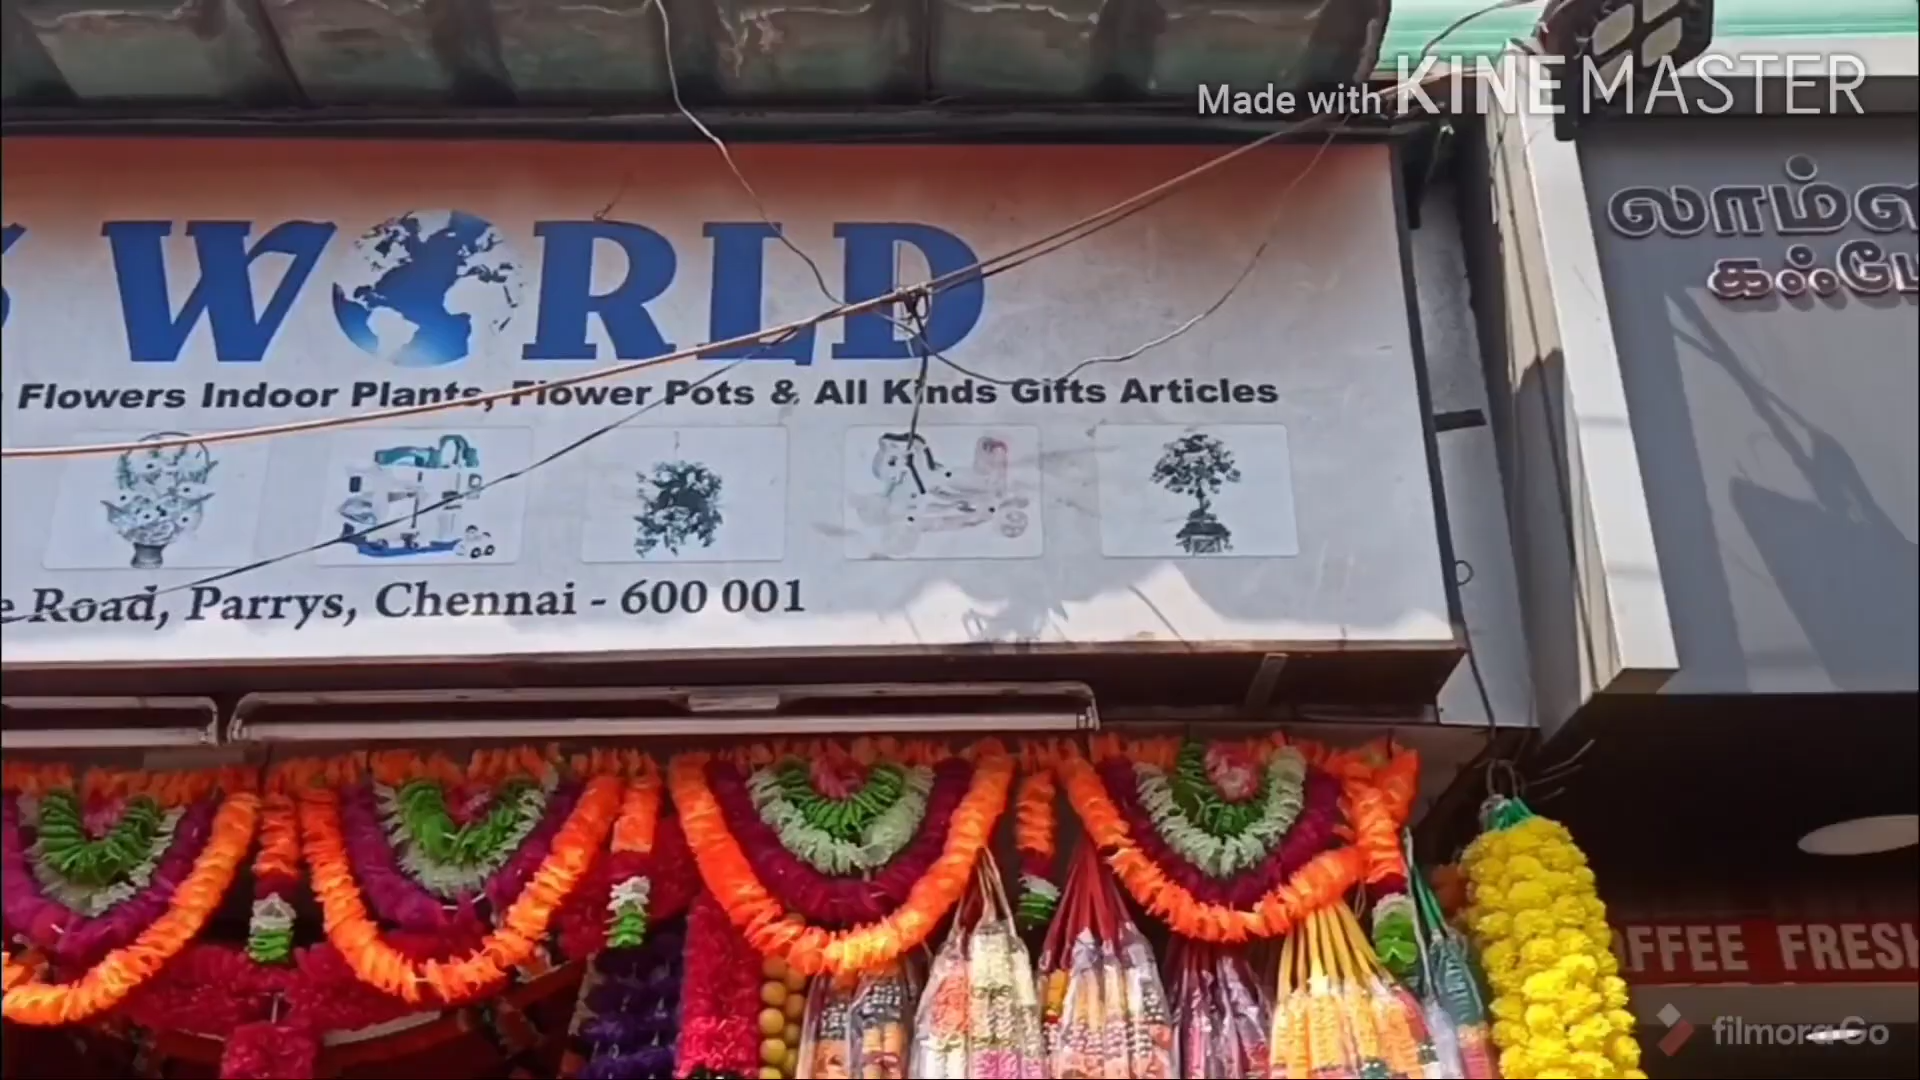 Made with KINEMASTER
WORLD
Flowers Indoor Plants, Flower Pots & All Kinds Gifts Articles
Road, Parrys, Chennai - 600 001
FRESH
filmoraGo